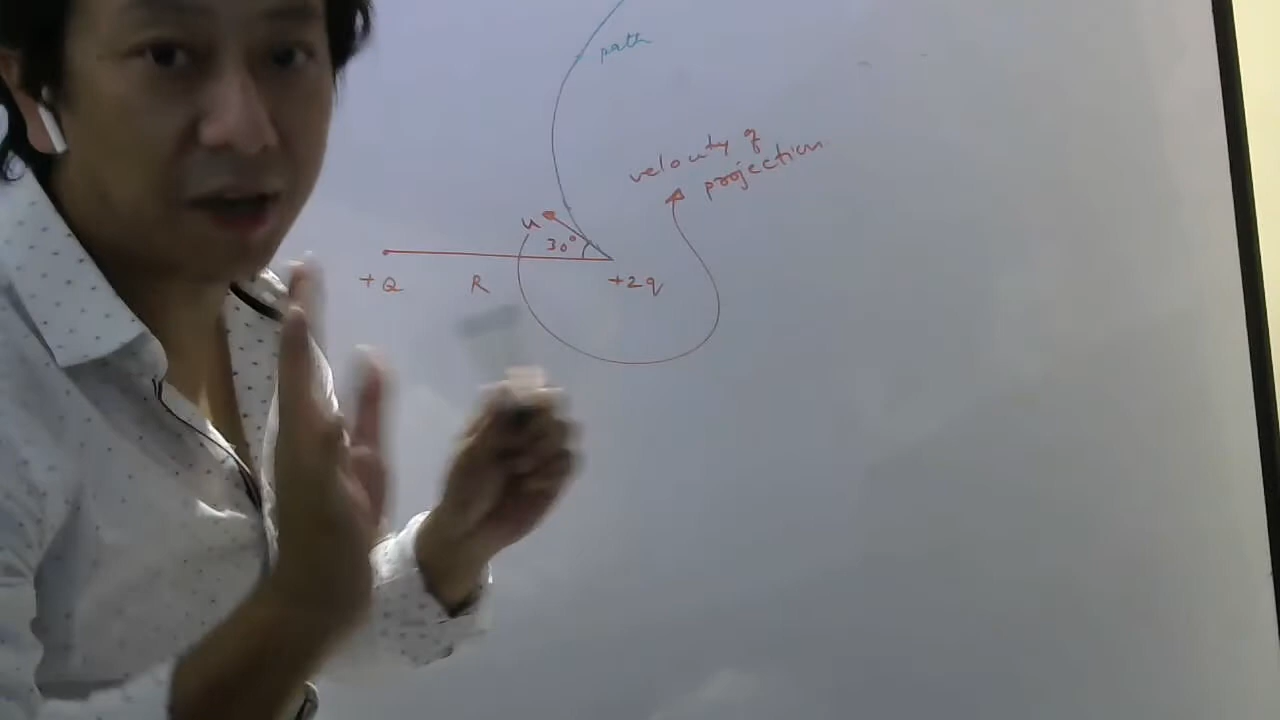 path
velocity of
projection
u
30°
+Q
R
+2q